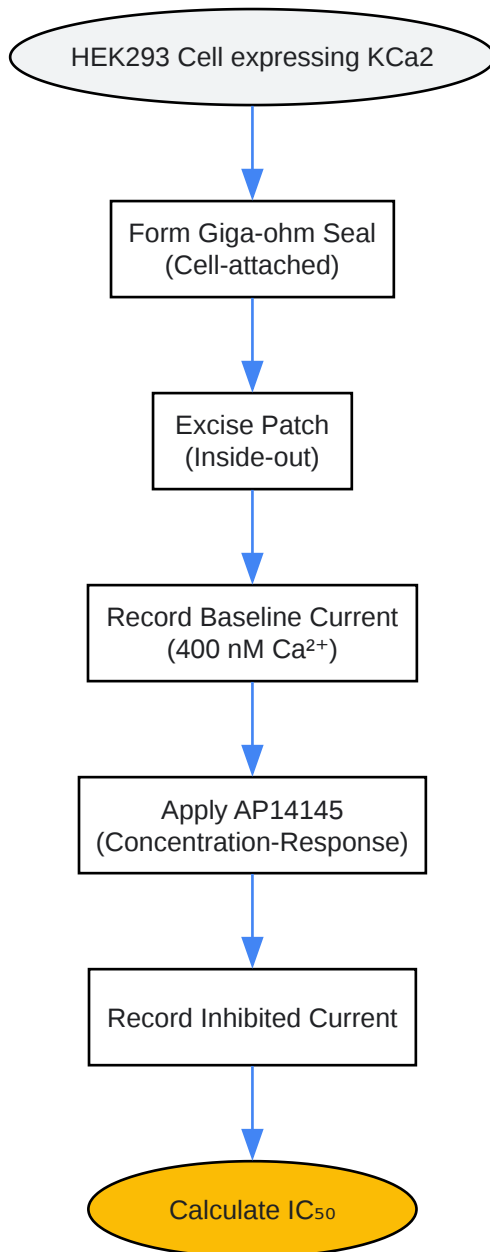 HEK293 Cell expressing KCa2
Form Giga-ohm Seal
(Cell-attached)
Excise Patch
(Inside-out)
Record Baseline Current
(400 nM Ca²⁺)
Apply AP14145
(Concentration-Response)
Record Inhibited Current
Calculate IC₅₀